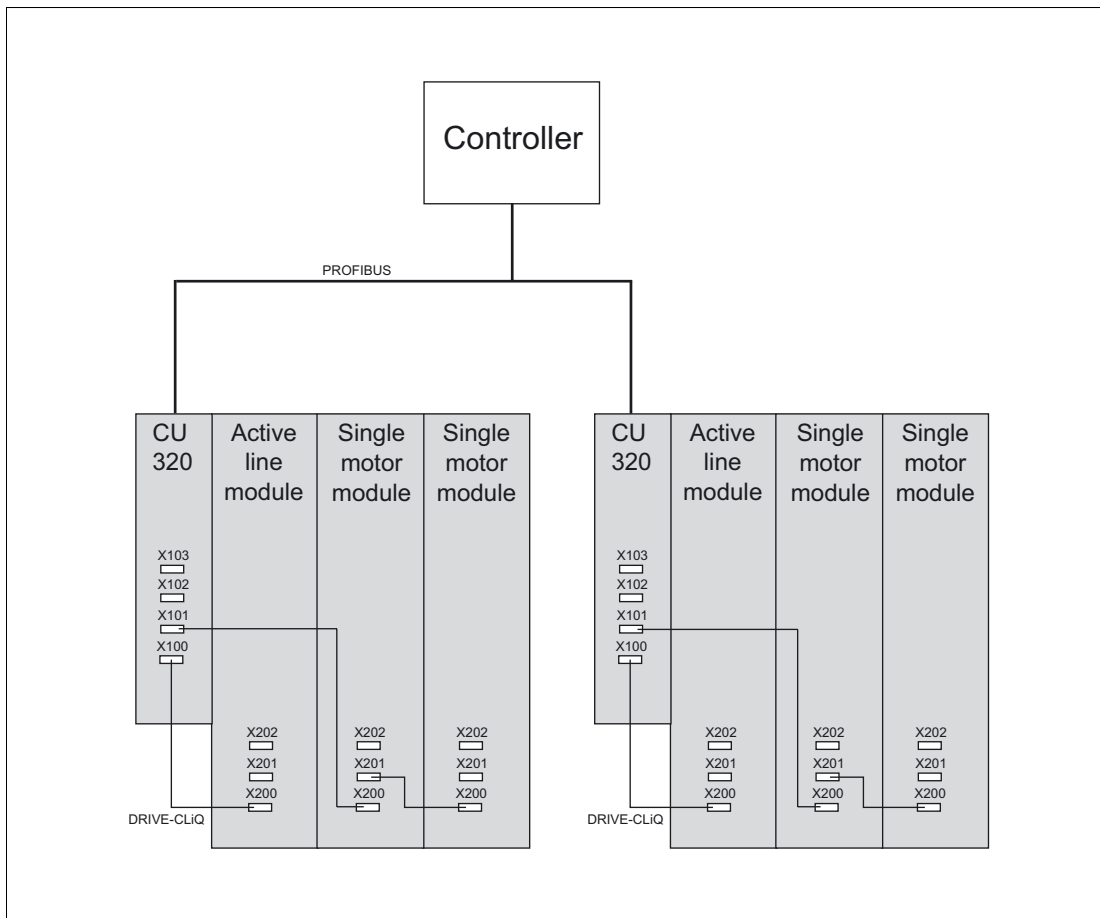 Controller
PROFIBUS
CU
320
Active
line
module
Single
motor
module
Single
motor
module
X103
X102
X101
X100
X202
X201
X200
X202
X201
X200
X202
X201
X200
DRIVE-CLiQ
CU
320
Active
line
module
Single
motor
module
Single
motor
module
X103
X102
X101
X100
X202
X201
X200
X202
X201
X200
X202
X201
X200
DRIVE-CLiQ